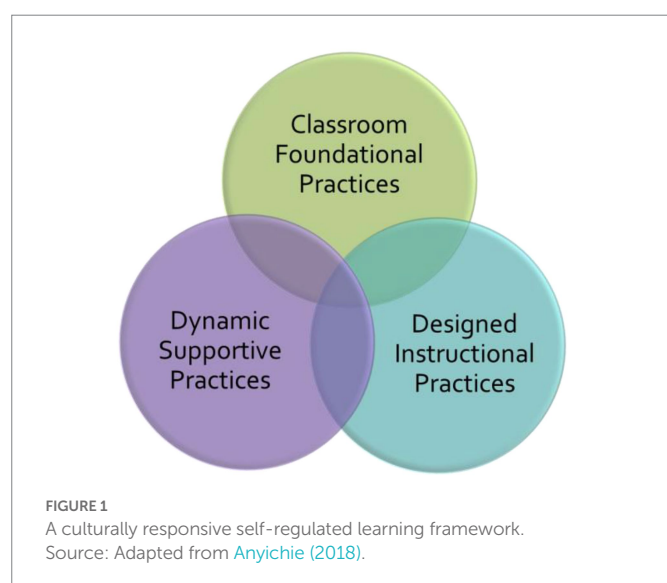 Classroom
Foundational
Practices
Dynamic
Supportive
Practices
Designed
Instructional
Practices
FIGURE 1
A culturally responsive self-regulated learning framework.
Source: Adapted from Anyichie (2018).